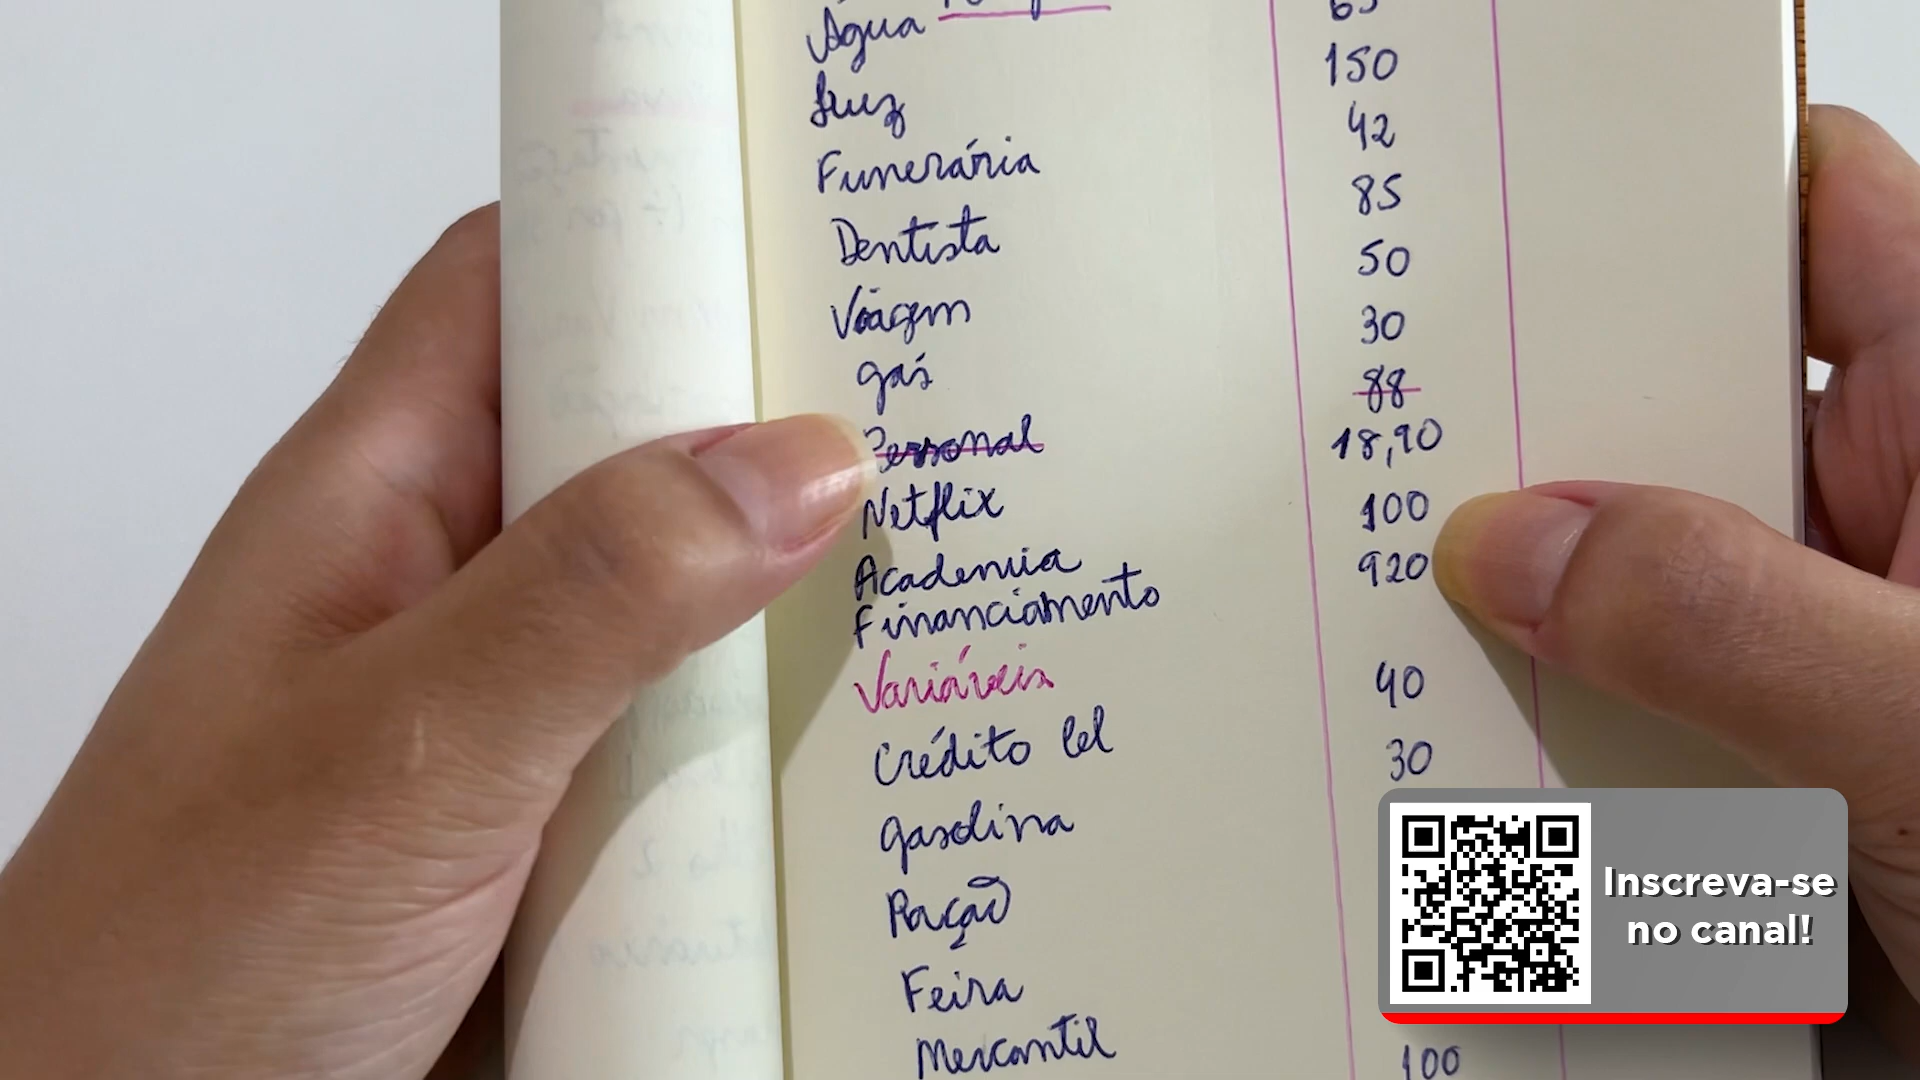 Água 65
Luz 150
Funerária 42
Dentista 85
Viagem 50
gás 30
Personal 88
Netflix 18,90
Academia 100
Financiamento 920
Variáveis
Crédito Cel 40
gasolina 30
Ração
Feira
Mercantil
100
Inscreva-se
no canal!